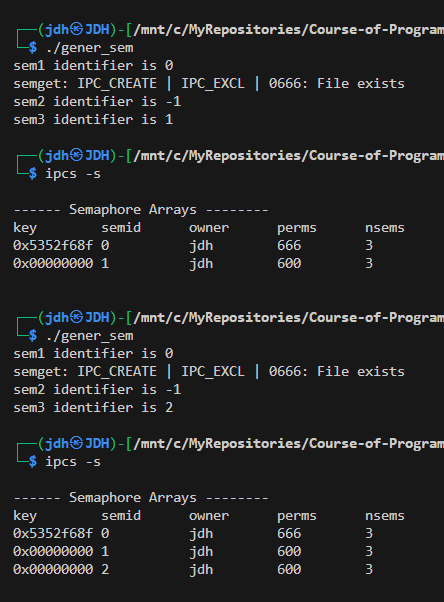 ┌──(jdh㉿JDH)-[/mnt/c/MyRepositories/Course-of-Program
└─$ ./gener_sem
sem1 identifier is 0
semget: IPC_CREATE | IPC_EXCL | 0666: File exists
sem2 identifier is -1
sem3 identifier is 1
┌──(jdh㉿JDH)-[/mnt/c/MyRepositories/Course-of-Program
└─$ ipcs -s
------ Semaphore Arrays --------
key        semid      owner      perms      nsems
0x5352f68f 0          jdh        666        3
0x00000000 1          jdh        600        3
┌──(jdh㉿JDH)-[/mnt/c/MyRepositories/Course-of-Program
└─$ ./gener_sem
sem1 identifier is 0
semget: IPC_CREATE | IPC_EXCL | 0666: File exists
sem2 identifier is -1
sem3 identifier is 2
┌──(jdh㉿JDH)-[/mnt/c/MyRepositories/Course-of-Program
└─$ ipcs -s
------ Semaphore Arrays --------
key        semid      owner      perms      nsems
0x5352f68f 0          jdh        666        3
0x00000000 1          jdh        600        3
0x00000000 2          jdh        600        3